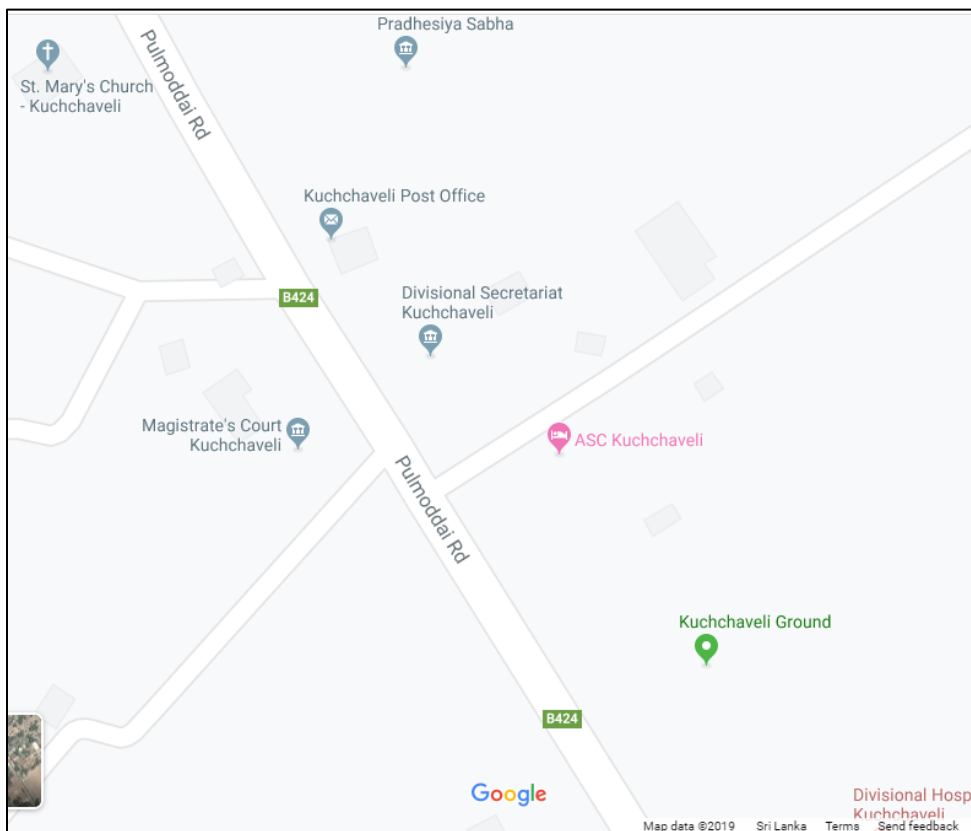 Pradhesiya Sabha
St. Mary's Church
- Kuchchaveli
Pulmoddai Rd
Kuchchaveli Post Office
B424
Divisional Secretariat
Kuchchaveli
Magistrate's Court
Kuchchaveli
ASC Kuchchaveli
Pulmoddai Rd
Kuchchaveli Ground
B424
Google
Divisional Hosp
Kuchchaveli
Map data ©2019 Sri Lanka Terms Send feedback